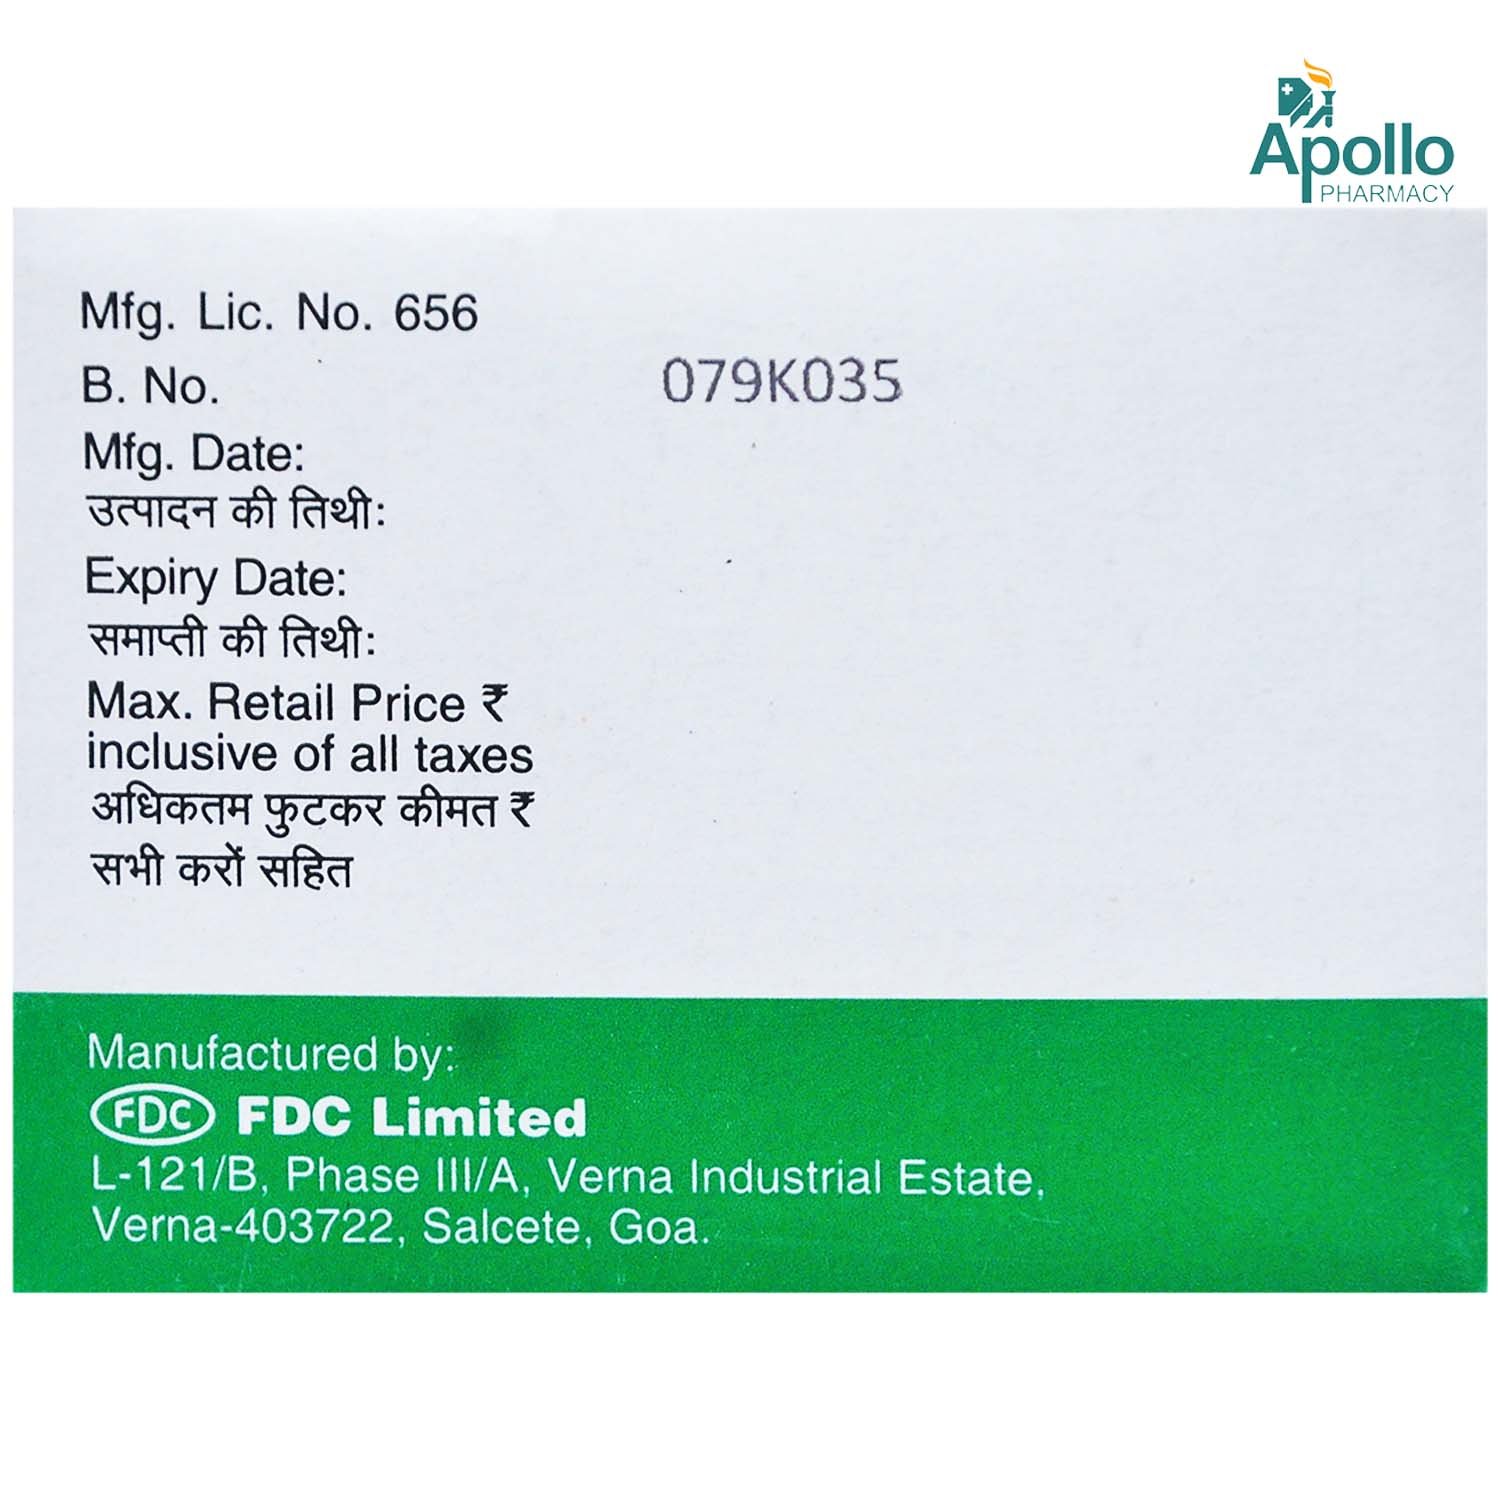 Apollo
PHARMACY
Mfg. Lic. No. 656
B. No. 079K035
Mfg. Date:
उत्पादन की तिथी:
Expiry Date:
समाप्ती की तिथी:
Max. Retail Price ₹
inclusive of all taxes
अधिकतम फुटकर कीमत ₹
सभी करों सहित
Manufactured by:
FDC FDC Limited
L-121/B, Phase III/A, Verna Industrial Estate,
Verna-403722, Salcete, Goa.